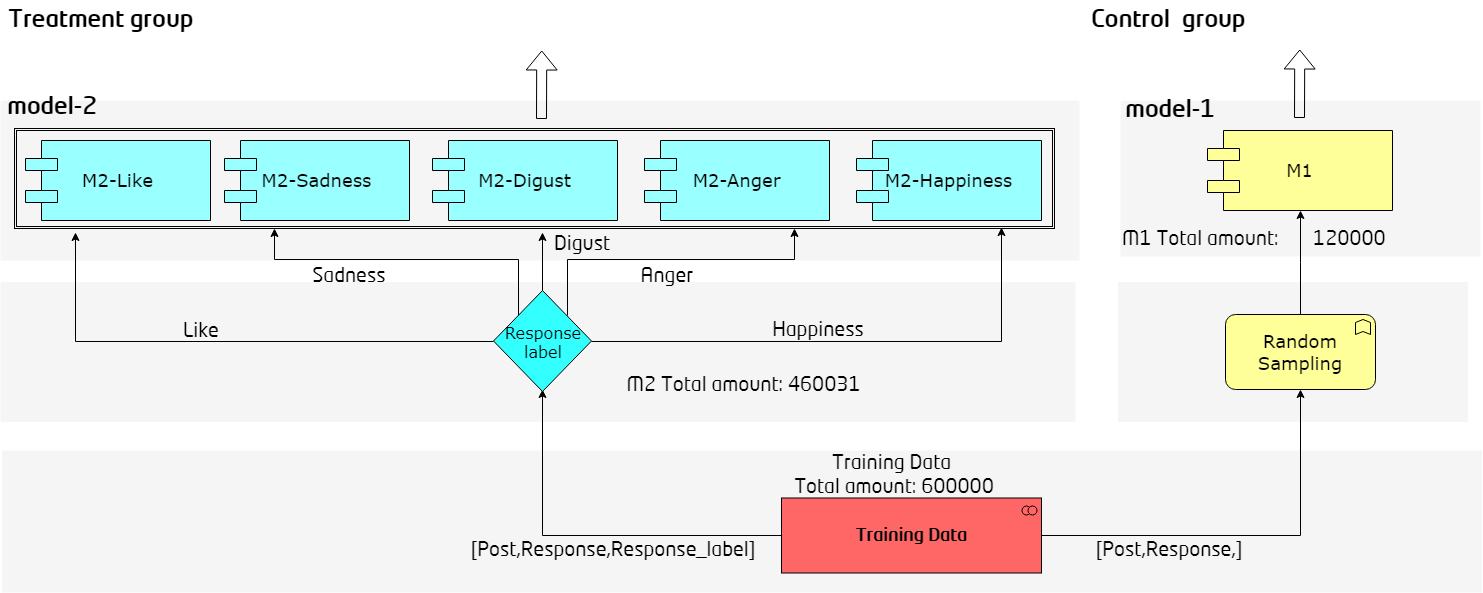 Treatment group
Control group
model-2
model-1
M2-Like
M2-Sadness
M2-Digust
M2-Anger
M2-Happiness
M1
Digust
M1 Total amount: 120000
Sadness
Anger
Like
Response
label
Happiness
Random
Sampling
M2 Total amount: 460031
Training Data
Total amount: 600000
Training Data
[Post,Response,Response_label]
[Post,Response,]